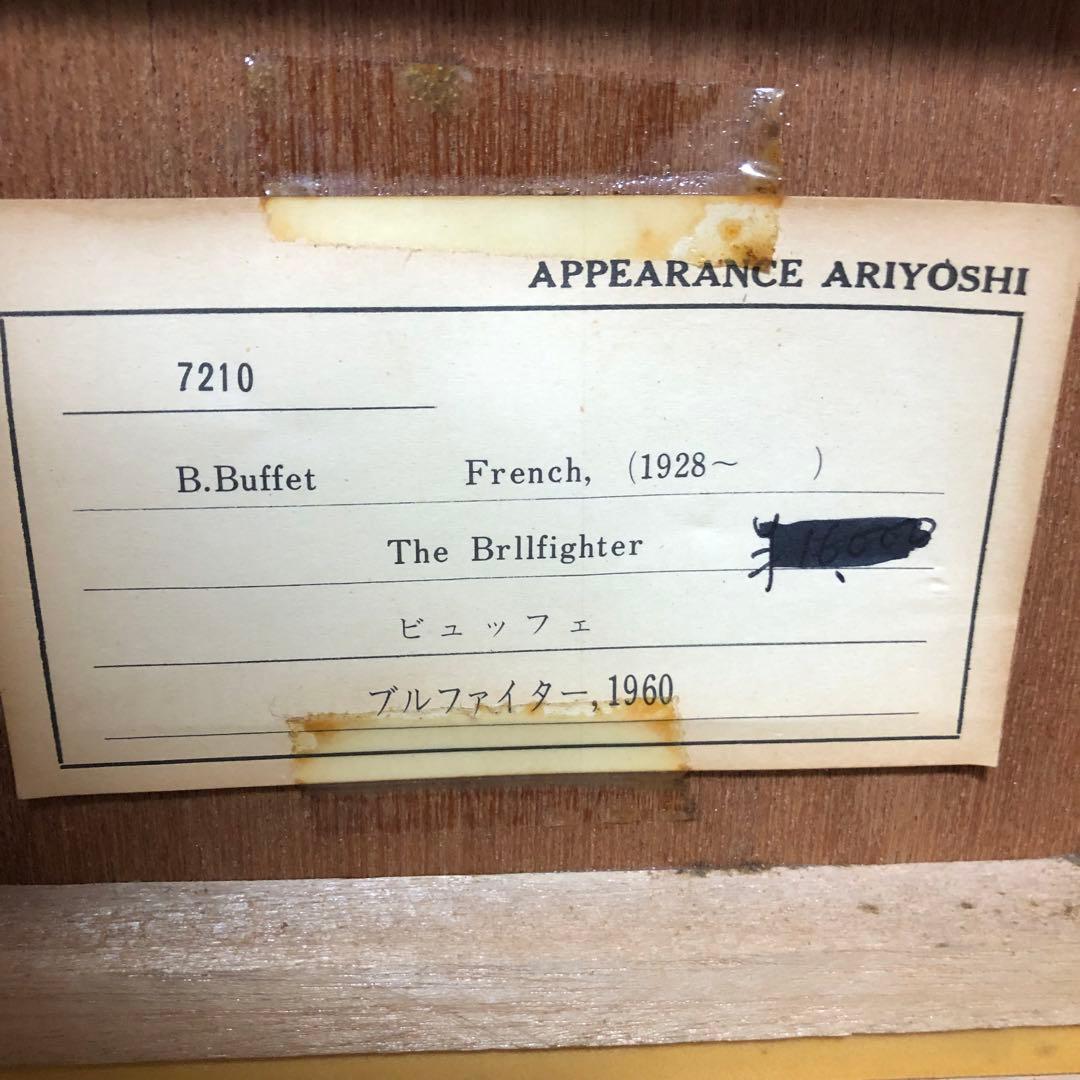 APPEARANCE ARIYOSHI
7210
B.Buffet French, (1928～ )
The Brllfighter
ビュッフェ
ブルファイター,1960